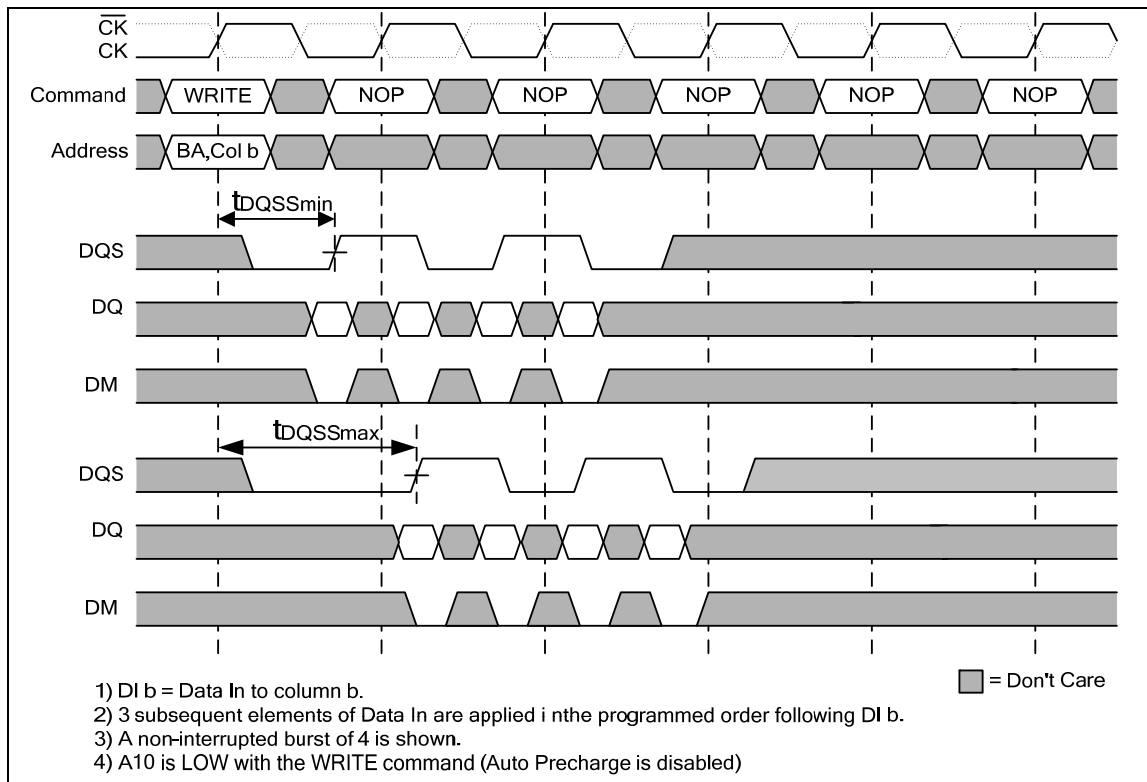 CK
CK
Command WRITE NOP NOP NOP NOP NOP
Address BA,Col b
tDQSSmin
DQS
DQ
DM
tDQSSmax
DQS
DQ
DM
= Don't Care
1) DI b = Data In to column b.
2) 3 subsequent elements of Data In are applied i nthe programmed order following DI b.
3) A non-interrupted burst of 4 is shown.
4) A10 is LOW with the WRITE command (Auto Precharge is disabled)